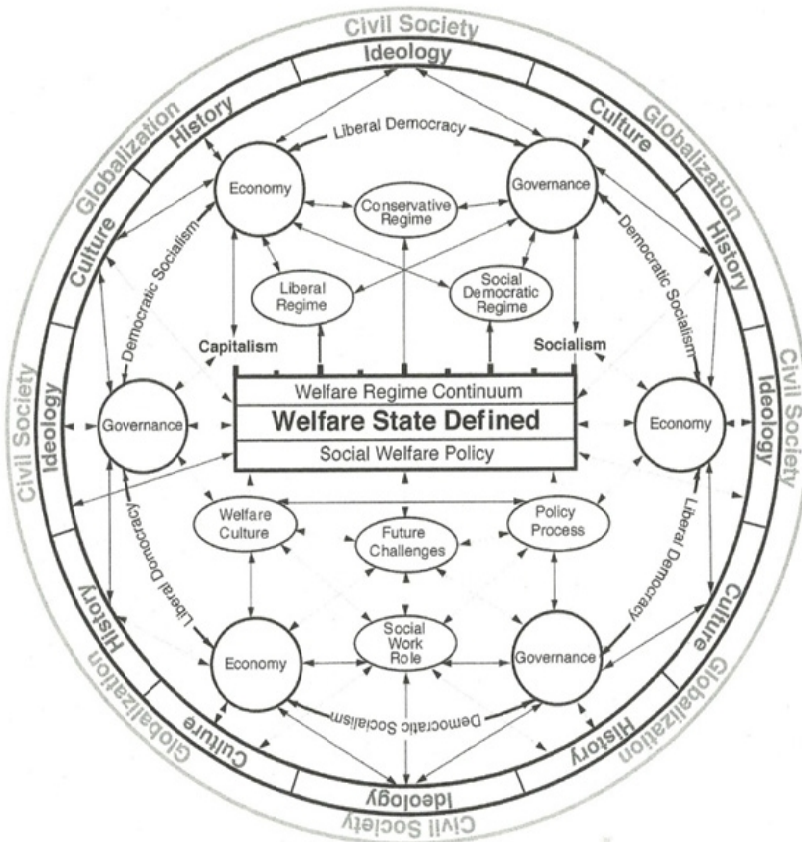 Civil Society
Ideology
Globalization
History
Culture
Globalization
Liberal Democracy
Economy
Governance
Conservative
Regime
Culture
Democratic Socialism
Liberal
Regime
Social
Democratic
Regime
Democratic Socialism
History
Capitalism
Socialism
Civil Society
Ideology
Governance
Welfare Regime Continuum
Welfare State Defined
Social Welfare Policy
Economy
Ideology
Civil Society
Welfare
Culture
Future
Challenges
Policy
Process
Liberal Domocracy
Liberal Democracy
History
Economy
Social
Work
Role
Governance
Culture
Globalization
Culture
Democratic Socialism
History
Globalization
Ideology
Civil Society